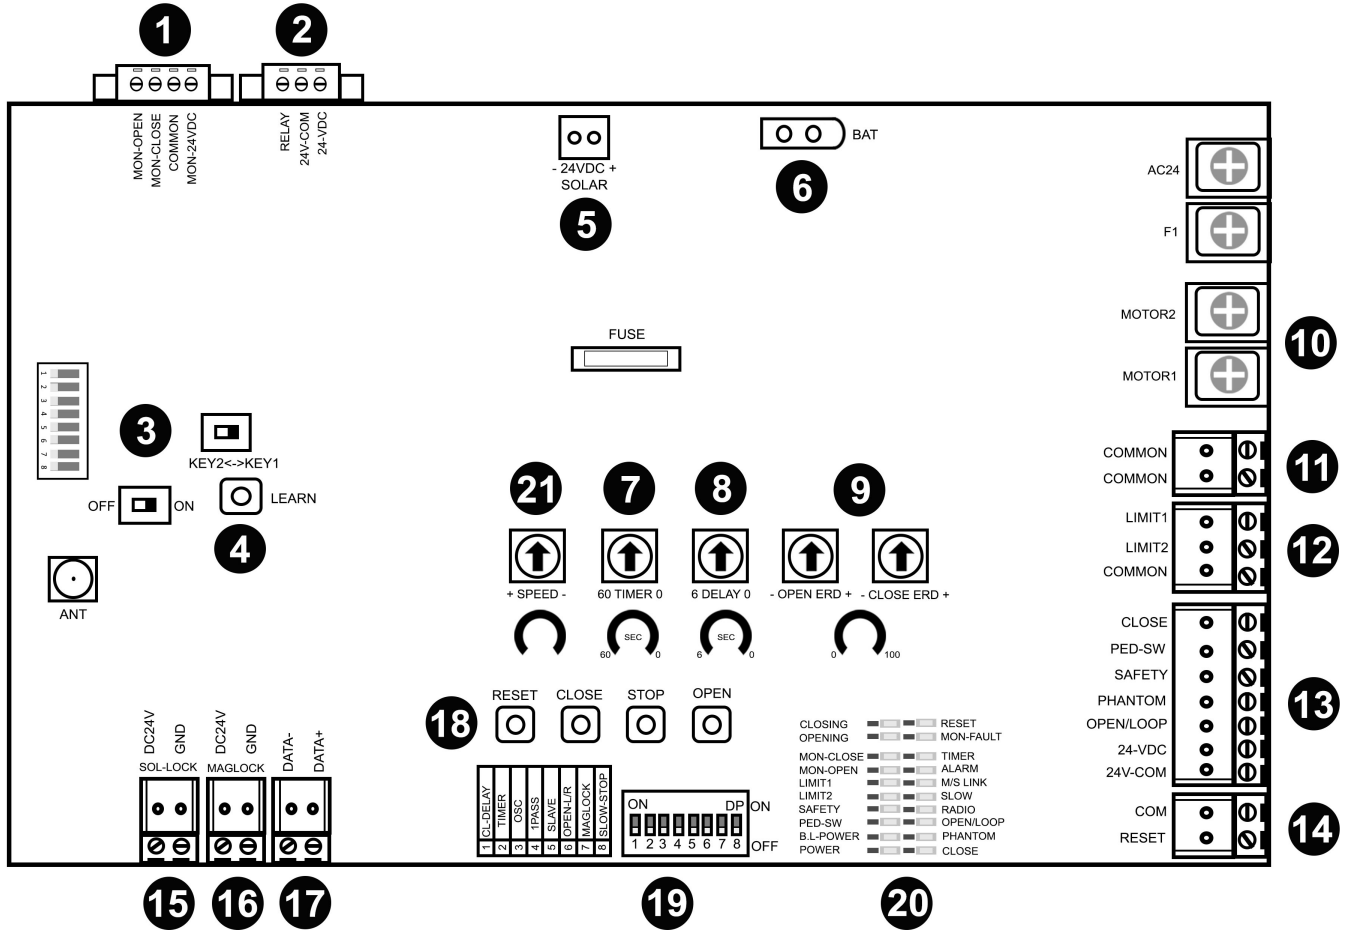 1
2
MON-OPEN
MON-CLOSE
COMMON
MON-24VDC
RELAY
24V-COM
24-VDC
- 24VDC +
SOLAR
5
BAT
6
AC24
F1
MOTOR2
MOTOR1
10
FUSE
1
2
3
4
5
6
7
8
3
KEY2<->KEY1
OFF
ON
LEARN
4
ANT
21
7
8
9
+ SPEED -
60 TIMER 0
6 DELAY 0
- OPEN ERD +
- CLOSE ERD +
SEC
60 0
SEC
6 0
0 100
COMMON
COMMON
11
LIMIT1
LIMIT2
COMMON
12
CLOSE
PED-SW
SAFETY
PHANTOM
OPEN/LOOP
24-VDC
24V-COM
13
COM
RESET
14
18
RESET
CLOSE
STOP
OPEN
DC24V
GND
SOL-LOCK
DC24V
GND
MAGLOCK
DATA-
DATA+
15
16
17
1 CL-DELAY
2 TIMER
3 OSC
4 1PASS
5 SLAVE
6 OPEN-L/R
7 MAGLOCK
8 SLOW-STOP
ON DP
ON
1 2 3 4 5 6 7 8
OFF
19
CLOSING RESET
OPENING MON-FAULT
MON-CLOSE TIMER
MON-OPEN ALARM
LIMIT1 M/S LINK
LIMIT2 SLOW
SAFETY RADIO
PED-SW OPEN/LOOP
B.L-POWER PHANTOM
POWER CLOSE
20